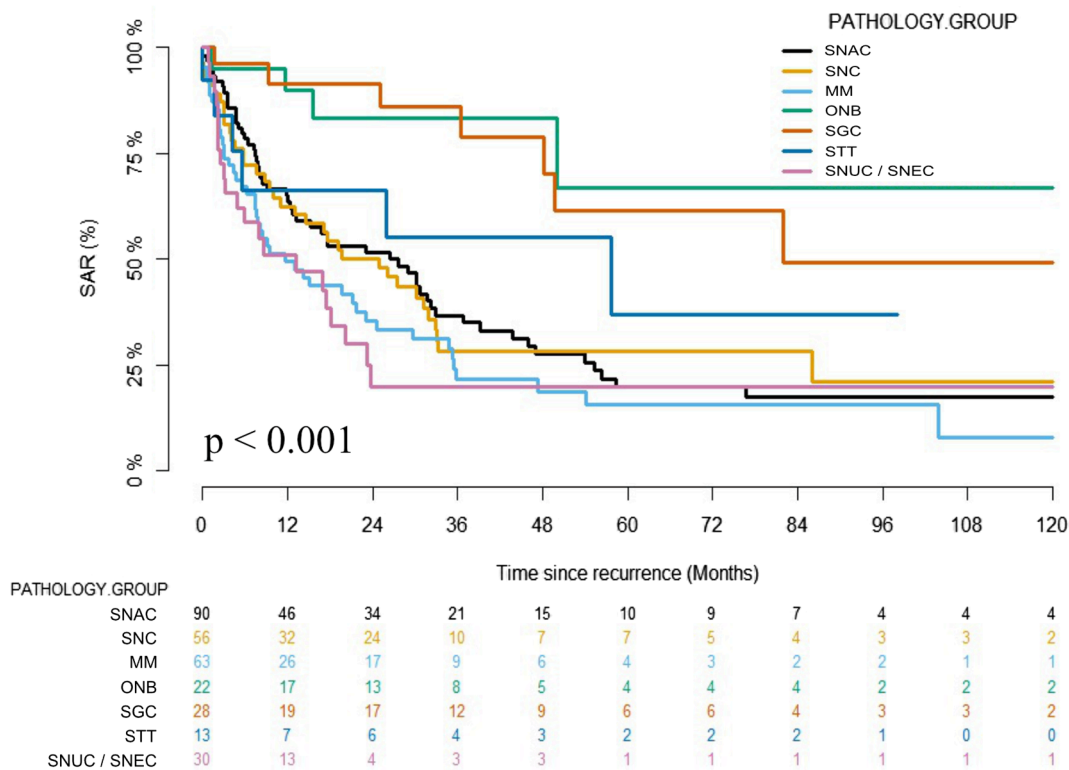 PATHOLOGY.GROUP
SNAC
SNC
MM
ONB
SGC
STT
SNUC / SNEC
100 %
75 %
50 %
25 %
0 %
SAR (%)
p < 0.001
0 12 24 36 48 60 72 84 96 108 120
Time since recurrence (Months)
PATHOLOGY.GROUP
SNAC 90 46 34 21 15 10 9 7 4 4 4
SNC 56 32 24 10 7 7 5 4 3 3 2
MM 63 26 17 9 6 4 3 2 2 1 1
ONB 22 17 13 8 5 4 4 4 2 2 2
SGC 28 19 17 12 9 6 6 4 3 3 2
STT 13 7 6 4 3 2 2 2 1 0 0
SNUC / SNEC 30 13 4 3 3 1 1 1 1 1 1